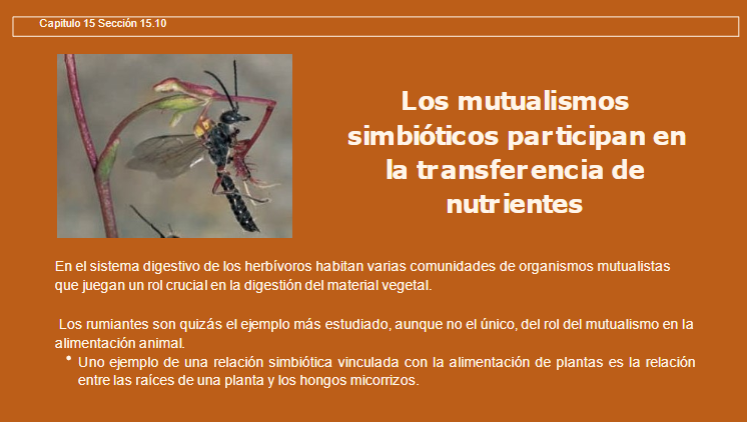 Capítulo 15 Sección 15.10
Los mutualismos
simbióticos participan en
la transferencia de
nutrientes
En el sistema digestivo de los herbívoros habitan varias comunidades de organismos mutualistas
que juegan un rol crucial en la digestión del material vegetal.
Los rumiantes son quizás el ejemplo más estudiado, aunque no el único, del rol del mutualismo en la
alimentación animal.
• Uno ejemplo de una relación simbiótica vinculada con la alimentación de plantas es la relación
entre las raíces de una planta y los hongos micorrizos.